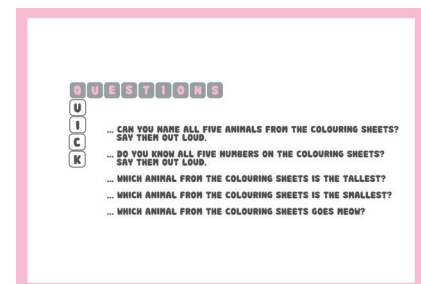 QUESTIONS
QUICK
... CAN YOU NAME ALL FIVE ANIMALS FROM THE COLOURING SHEETS?
SAY THEM OUT LOUD.
... DO YOU KNOW ALL FIVE NUMBERS ON THE COLOURING SHEETS?
SAY THEM OUT LOUD.
... WHICH ANIMAL FROM THE COLOURING SHEETS IS THE TALLEST?
... WHICH ANIMAL FROM THE COLOURING SHEETS IS THE SMALLEST?
... WHICH ANIMAL FROM THE COLOURING SHEETS GOES MEOW?